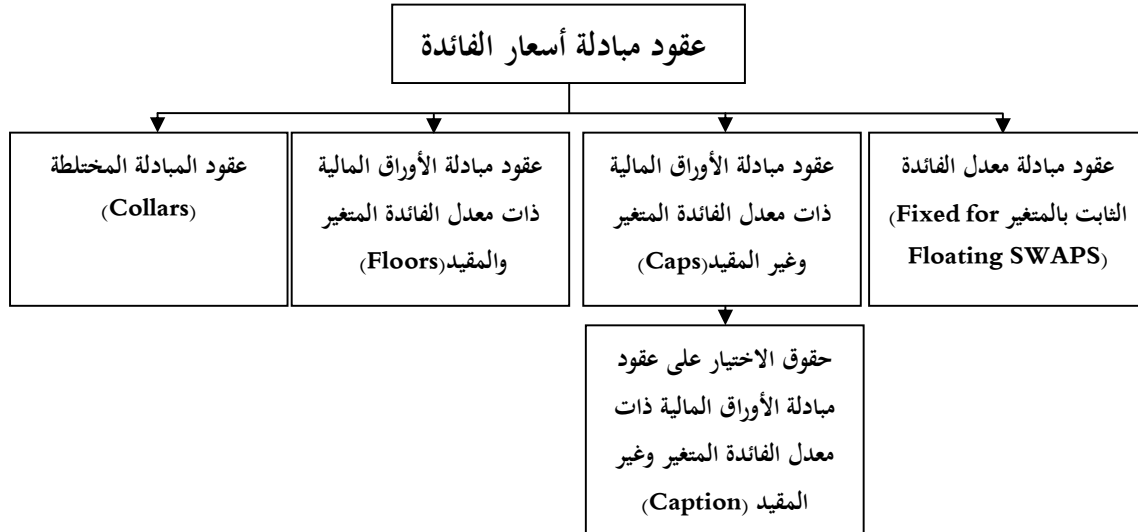 عقود مبادلة أسعار الفائدة
عقود مبادلة معدل الفائدة
الثابت بالمتغير (Fixed for
Floating SWAPS)
عقود مبادلة الأوراق المالية
ذات معدل الفائدة المتغير
وغير المقيد(Caps)
عقود مبادلة الأوراق المالية
ذات معدل الفائدة المتغير
والمقيد(Floors)
عقود المبادلة المختلطة
(Collars)
حقوق الاختيار على عقود
مبادلة الأوراق المالية ذات
معدل الفائدة المتغير وغير
المقيد (Caption)